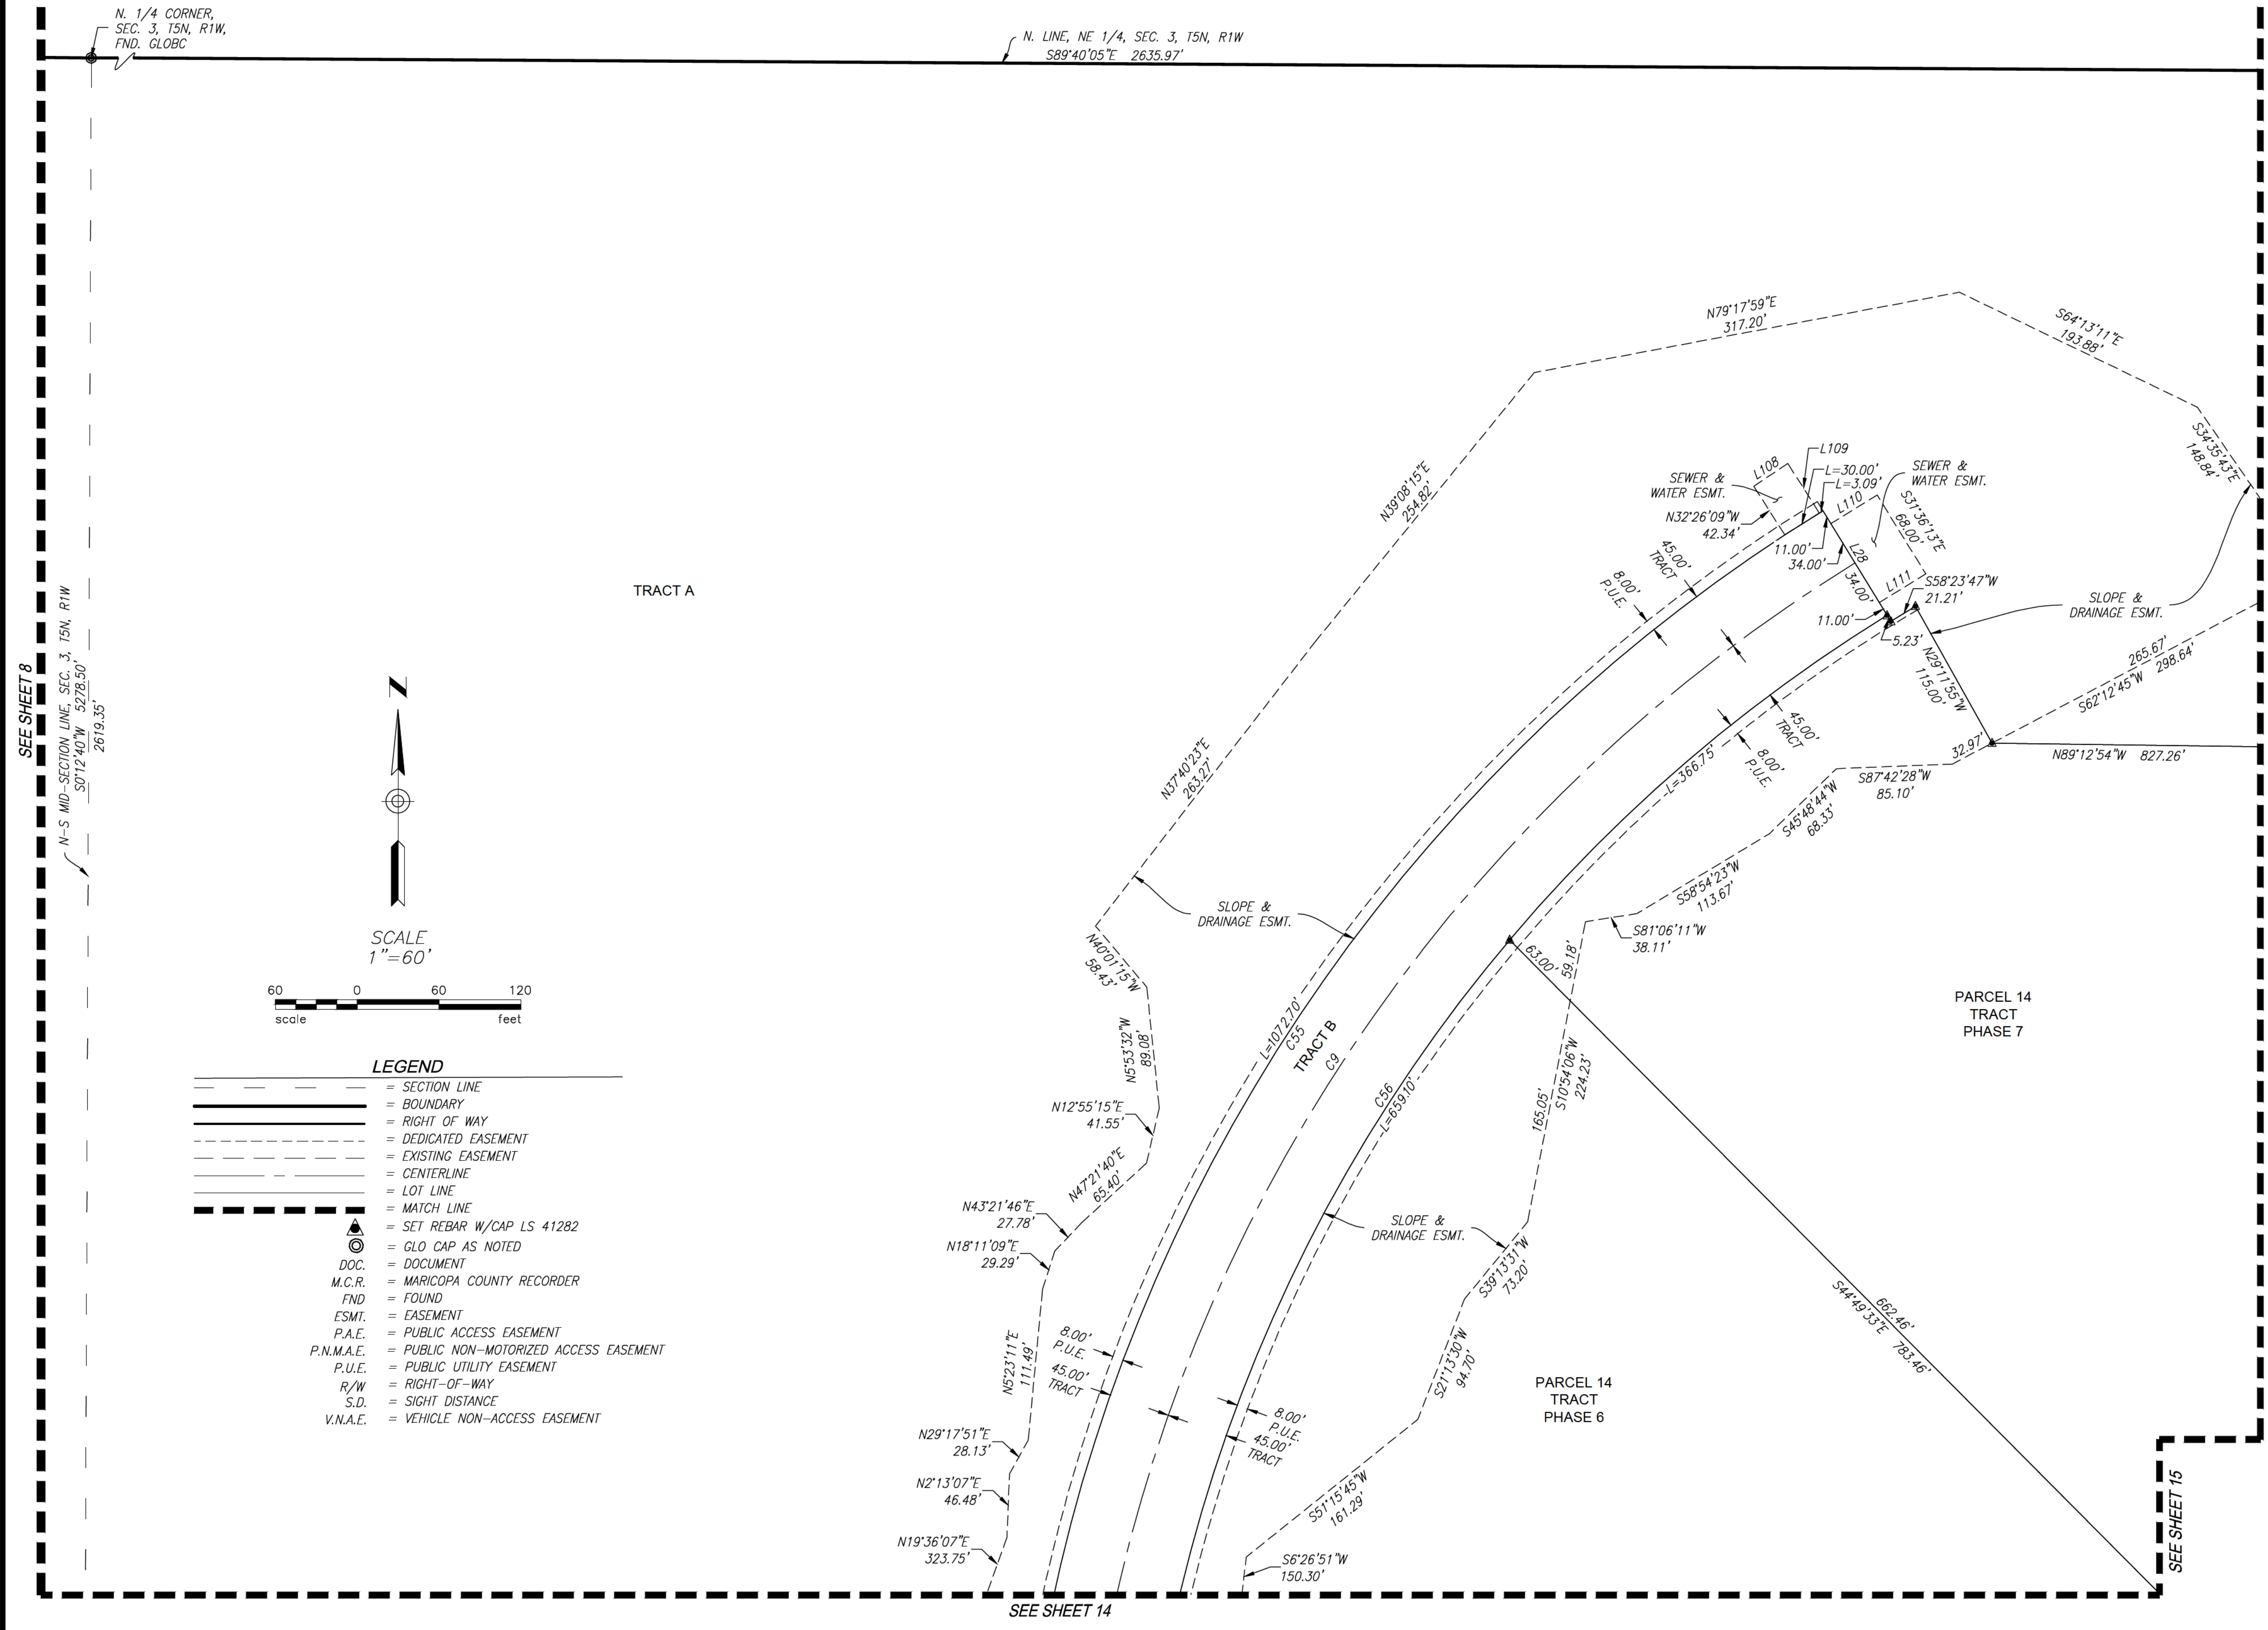 N. 1/4 CORNER,
SEC. 3, T5N, R1W,
FND. GLOBC
N. LINE, NE 1/4, SEC. 3, T5N, R1W
S89°40'05"E 2635.97'
N79°17'59"E
317.20'
S64°13'11"E
193.88'
S34°35'43"E
148.84'
L109
L=30.00'
L=3.09'
L108
SEWER &
WATER ESMT.
SEWER &
WATER ESMT.
L110
S31°36'13"E
68.00'
N32°26'09"W
42.34'
N39°08'15"E
254.82'
45.00'
TRACT
11.00'
34.00'
L28
34.00'
L111
S58°23'47"W
21.21'
8.00'
P.U.E.
11.00'
5.23'
SLOPE &
DRAINAGE ESMT.
TRACT A
SEE SHEET 8
N-S MID-SECTION LINE, SEC. 3, T5N, R1W
S0°12'40"W 5278.50'
2619.35'
N29°11'55"W
115.00'
265.67'
S62°12'45"W 298.64'
45.00'
TRACT
8.00'
P.U.E.
L=366.75'
32.97'
N89°12'54"W 827.26'
S87°42'28"W
85.10'
N37°40'23"E
263.27'
S45°48'44"W
68.33'
S58°54'23"W
113.67'
S81°06'11"W
38.11'
SLOPE &
DRAINAGE ESMT.
N
SCALE
1"=60'
60 0 60 120
scale feet
N40°01'15"W
58.43'
63.00'
59.18'
PARCEL 14
TRACT
PHASE 7
L=1072.70'
C55
TRACT B
C9
N5°53'32"W
89.08'
C56
L=659.10'
165.05'
S10°54'06"W
224.23'
N12°55'15"E
41.55'
N47°21'40"E
65.40'
N43°21'46"E
27.78'
N18°11'09"E
29.29'
SLOPE &
DRAINAGE ESMT.
S39°13'31"W
73.20'
662.46'
S44°49'33"E 783.46'
LEGEND
= SECTION LINE
= BOUNDARY
= RIGHT OF WAY
= DEDICATED EASEMENT
= EXISTING EASEMENT
= CENTERLINE
= LOT LINE
= MATCH LINE
= SET REBAR W/CAP LS 41282
= GLO CAP AS NOTED
DOC. = DOCUMENT
M.C.R. = MARICOPA COUNTY RECORDER
FND = FOUND
ESMT. = EASEMENT
P.A.E. = PUBLIC ACCESS EASEMENT
P.N.M.A.E. = PUBLIC NON-MOTORIZED ACCESS EASEMENT
P.U.E. = PUBLIC UTILITY EASEMENT
R/W = RIGHT-OF-WAY
S.D. = SIGHT DISTANCE
V.N.A.E. = VEHICLE NON-ACCESS EASEMENT
N5°23'11"E
111.49'
8.00'
P.U.E.
45.00'
TRACT
S21°13'30"W
94.70'
PARCEL 14
TRACT
PHASE 6
8.00'
P.U.E.
45.00'
TRACT
N29°17'51"E
28.13'
N2°13'07"E
46.48'
N19°36'07"E
323.75'
S51°15'45"W
161.29'
S6°26'51"W
150.30'
SEE SHEET 15
SEE SHEET 14